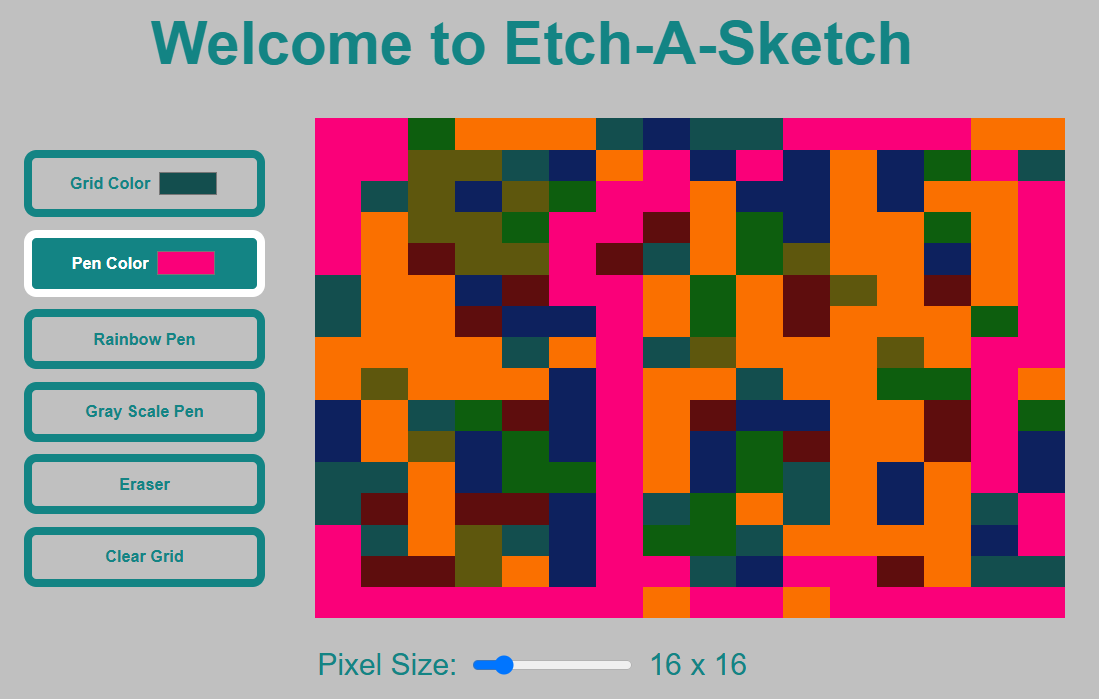 Welcome to Etch-A-Sketch
Grid Color
Pen Color
Rainbow Pen
Gray Scale Pen
Eraser
Clear Grid
Pixel Size: 16 x 16